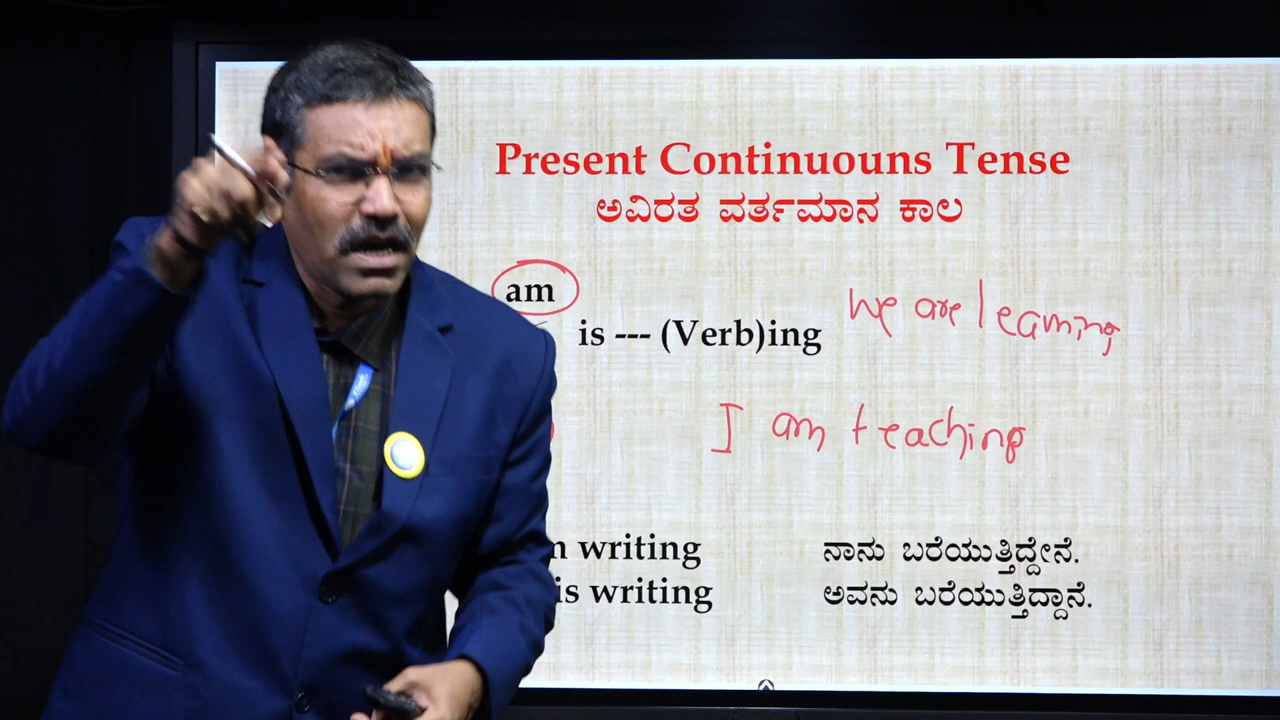 Present Continuouns Tense
ಅವಿರತ ವರ್ತಮಾನ ಕಾಲ
am
is --- (Verb)ing
We are learning
I am teaching
writing
ನಾನು ಬರೆಯುತ್ತಿದ್ದೇನೆ.
is writing
ಅವನು ಬರೆಯುತ್ತಿದ್ದಾನೆ.